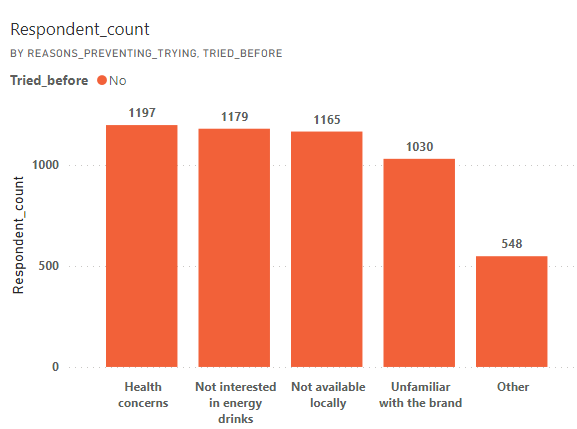 Respondent_count
BY REASONS_PREVENTING_TRYING, TRIED_BEFORE
Tried_before No
1197
1179
1165
1030
548
1000
500
0
Respondent_count
Health
concerns
Not interested
in energy
drinks
Not available
locally
Unfamiliar
with the brand
Other